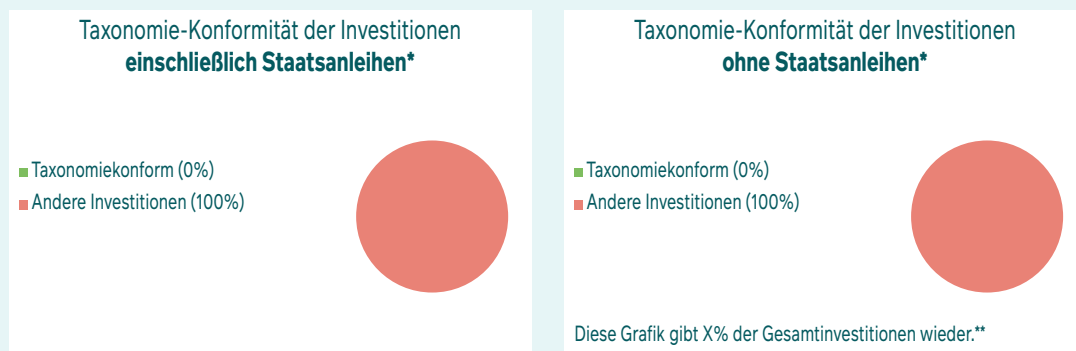 Taxonomie-Konformität der Investitionen
einschließlich Staatsanleihen*
Taxonomiekonform (0%)
Andere Investitionen (100%)
Taxonomie-Konformität der Investitionen
ohne Staatsanleihen*
Taxonomiekonform (0%)
Andere Investitionen (100%)
Diese Grafik gibt X% der Gesamtinvestitionen wieder.**